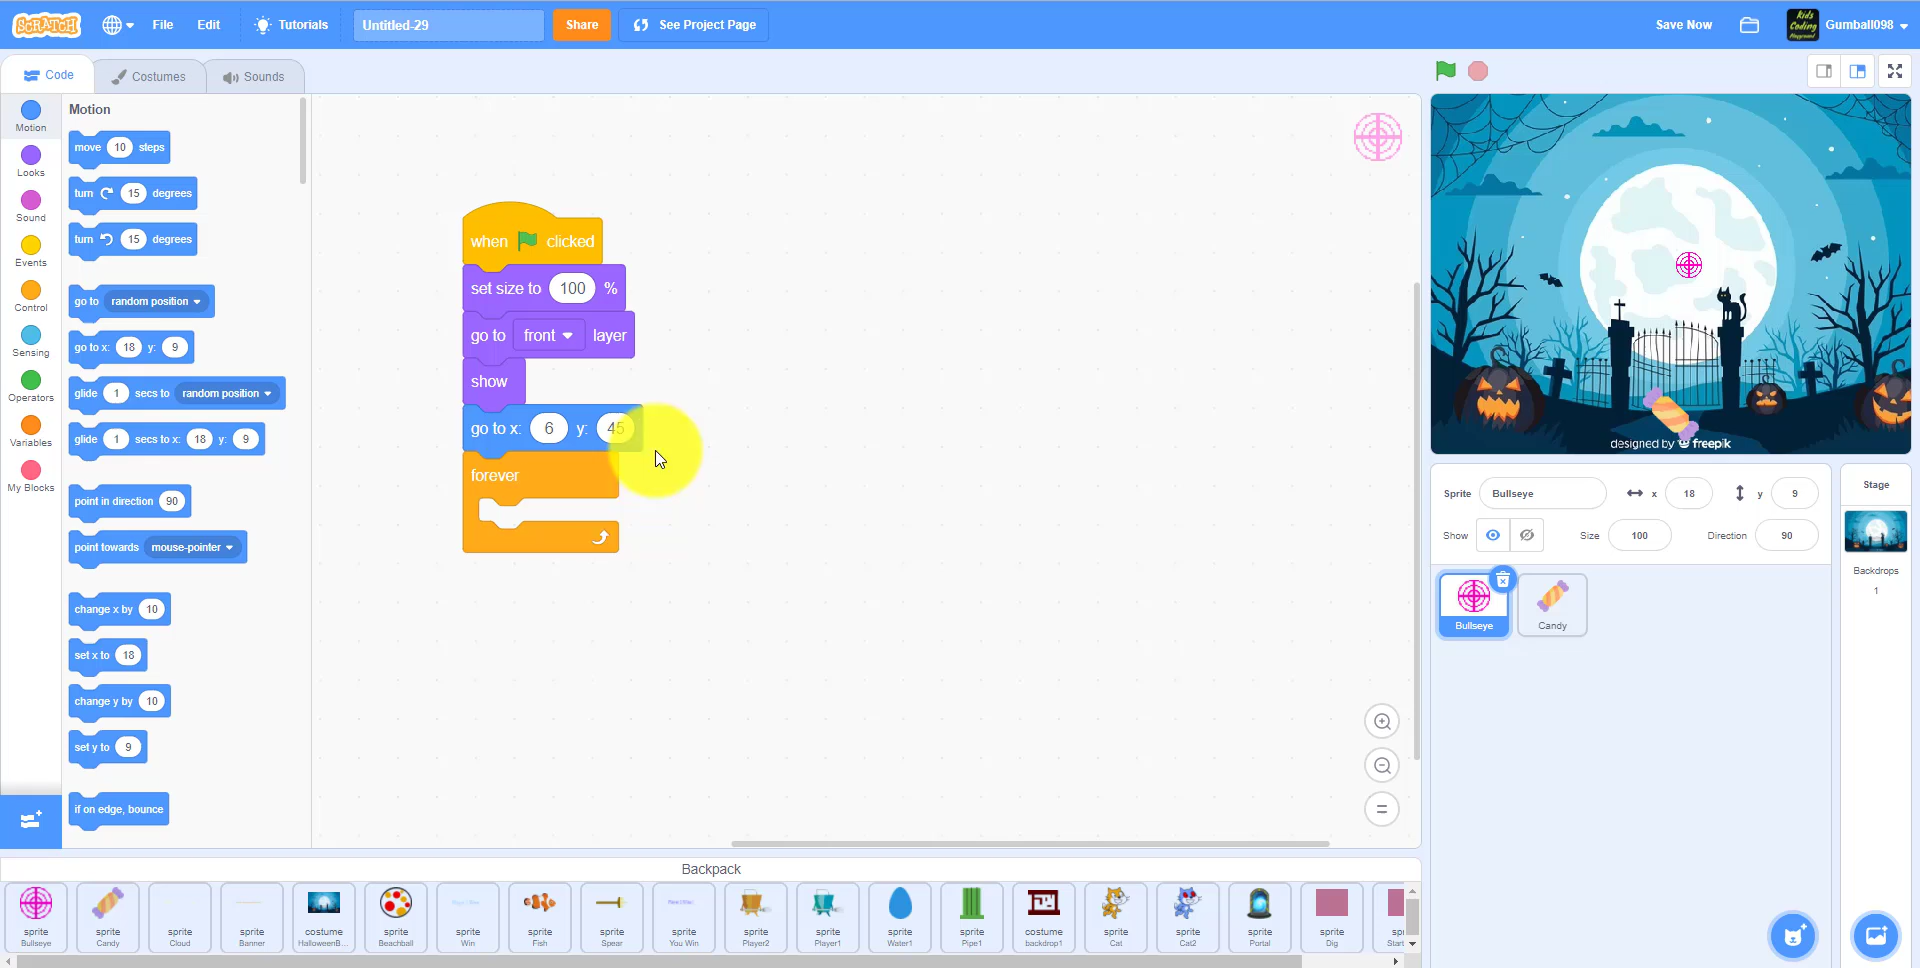 SCRATCH
File
Edit
Tutorials
Untitled-29
Share
See Project Page
Save Now
Kids
Coding
Playground
Gumball098
Code
Costumes
Sounds
Motion
Looks
Sound
Events
Control
Sensing
Operators
Variables
My Blocks
Motion
move 10 steps
turn 15 degrees
turn 15 degrees
go to random position
go to x: 18 y: 9
glide 1 secs to random position
glide 1 secs to x: 18 y: 9
point in direction 90
point towards mouse-pointer
change x by 10
set x to 18
change y by 10
set y to 9
if on edge, bounce
when clicked
set size to 100 %
go to front layer
show
go to x: 6 y: 45
forever
designed by freepik
Sprite Bullseye x 18 y 9
Show Size 100 Direction 90
Bullseye
Candy
Stage
Backdrops
1
Backpack
sprite
Bullseye
sprite
Candy
sprite
Cloud
sprite
Banner
costume
HalloweenB...
sprite
Beachball
sprite
Win
sprite
Fish
sprite
Spear
sprite
You Win
sprite
Player2
sprite
Player1
sprite
Water1
sprite
Pipe1
costume
backdrop1
sprite
Cat
sprite
Cat2
sprite
Portal
sprite
Dig
spr
Start